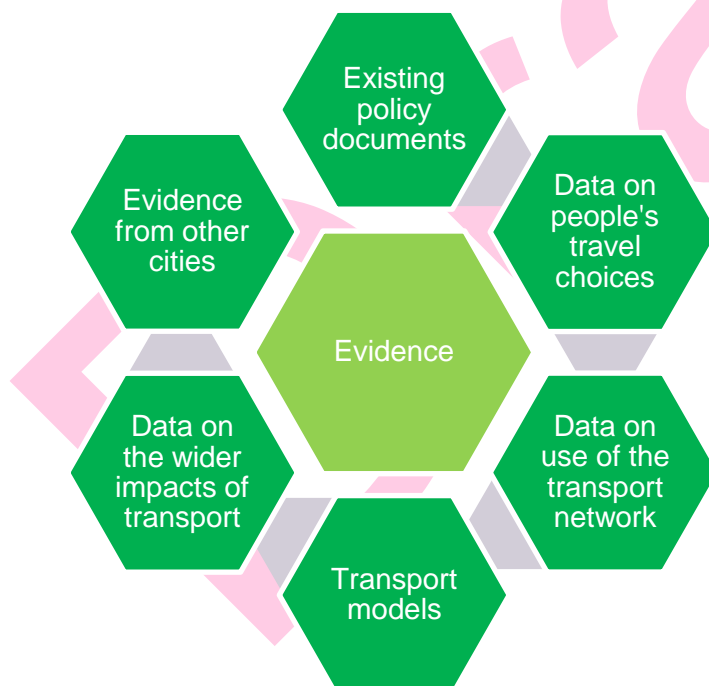 Existing
policy
documents
Data on
people's
travel
choices
Data on
use of the
transport
network
Transport
models
Data on
the wider
impacts of
transport
Evidence
from other
cities
Evidence